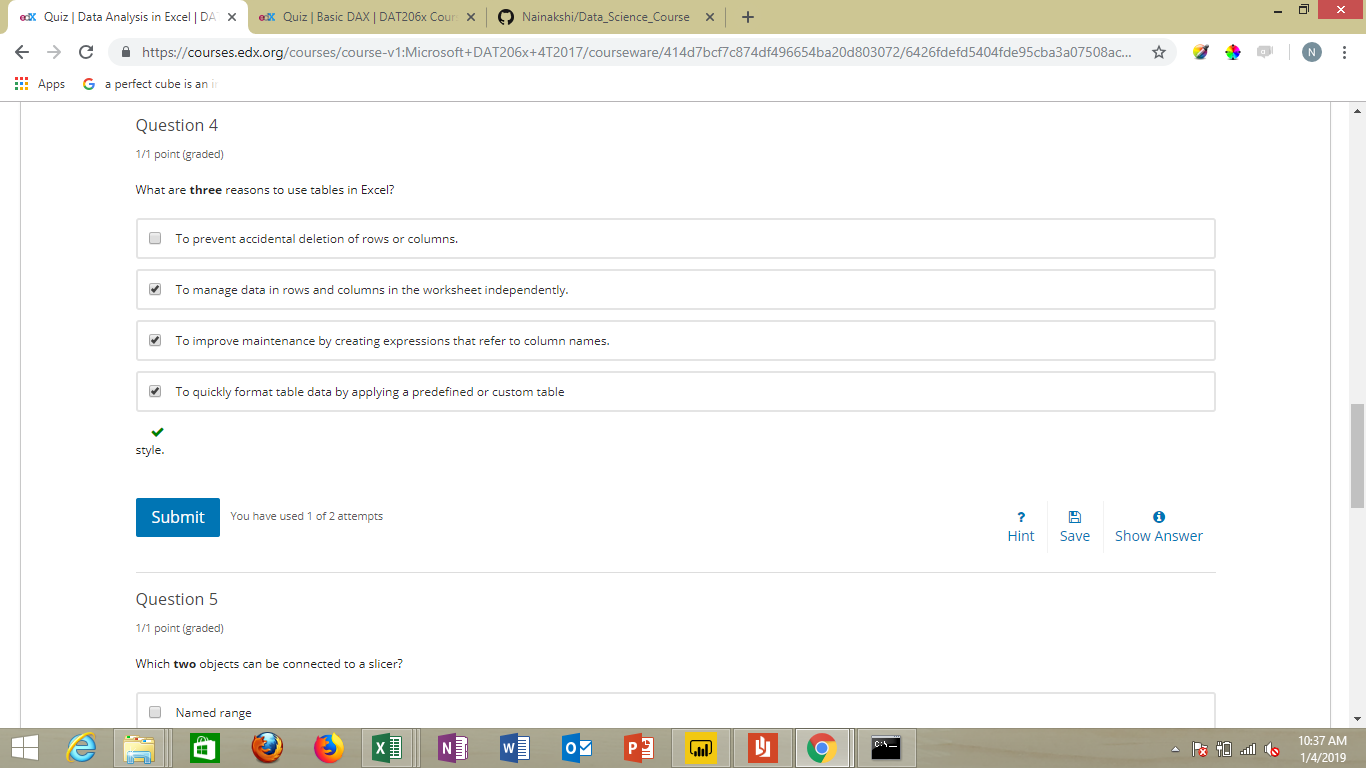 Quiz | Data Analysis in Excel | DA
Quiz | Basic DAX | DAT206x Cour
Nainakshi/Data_Science_Course
https://courses.edx.org/courses/course-v1:Microsoft+DAT206x+4T2017/courseware/414d7bcf7c874df496654ba20d803072/6426fdefd5404fde95cba3a07508ac...
N
Apps
a perfect cube is an i
Question 4
1/1 point (graded)
What are three reasons to use tables in Excel?
To prevent accidental deletion of rows or columns.
To manage data in rows and columns in the worksheet independently.
To improve maintenance by creating expressions that refer to column names.
To quickly format table data by applying a predefined or custom table
style.
Submit
You have used 1 of 2 attempts
?
Hint
Save
Show Answer
Question 5
1/1 point (graded)
Which two objects can be connected to a slicer?
Named range
10:37 AM
1/4/2019